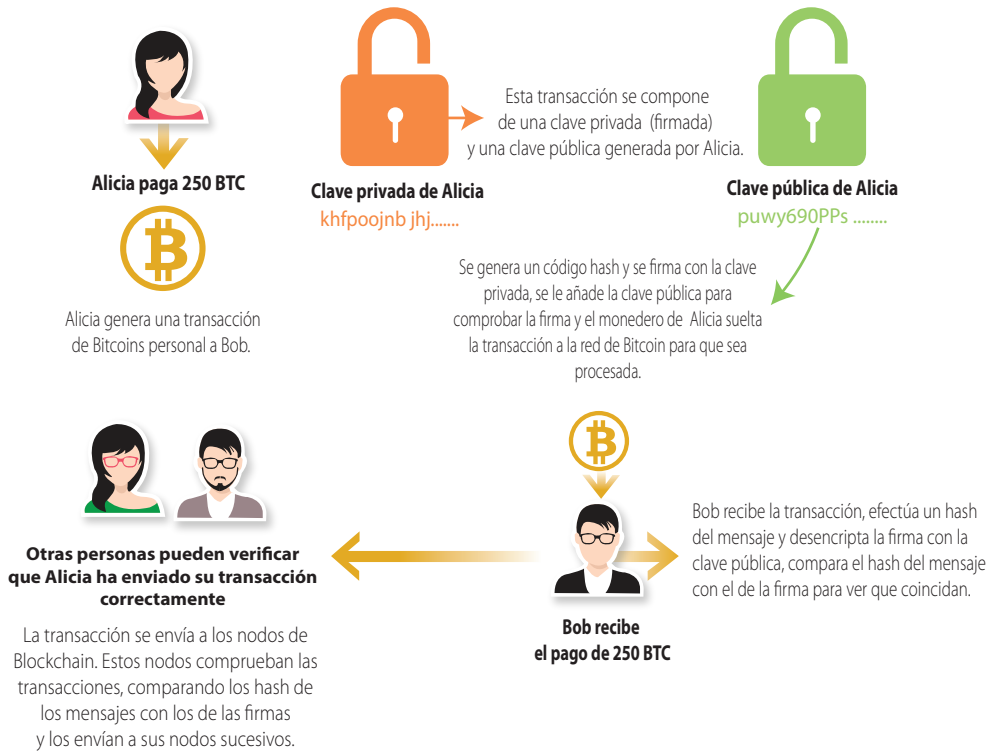 Alicia paga 250 BTC
Alicia genera una transacción
de Bitcoins personal a Bob.
Clave privada de Alicia
khfpoojnb jhj.......
Esta transacción se compone
de una clave privada (firmada)
y una clave pública generada por Alicia.
Clave pública de Alicia
puwy690PPs ........
Se genera un código hash y se firma con la clave
privada, se le añade la clave pública para
comprobar la firma y el monedero de Alicia suelta
la transacción a la red de Bitcoin para que sea
procesada.
Bob recibe
el pago de 250 BTC
Bob recibe la transacción, efectúa un hash
del mensaje y desencripta la firma con la
clave pública, compara el hash del mensaje
con el de la firma para ver que coincidan.
Otras personas pueden verificar
que Alicia ha enviado su transacción
correctamente
La transacción se envía a los nodos de
Blockchain. Estos nodos comprueban las
transacciones, comparando los hash de
los mensajes con los de las firmas
y los envían a sus nodos sucesivos.